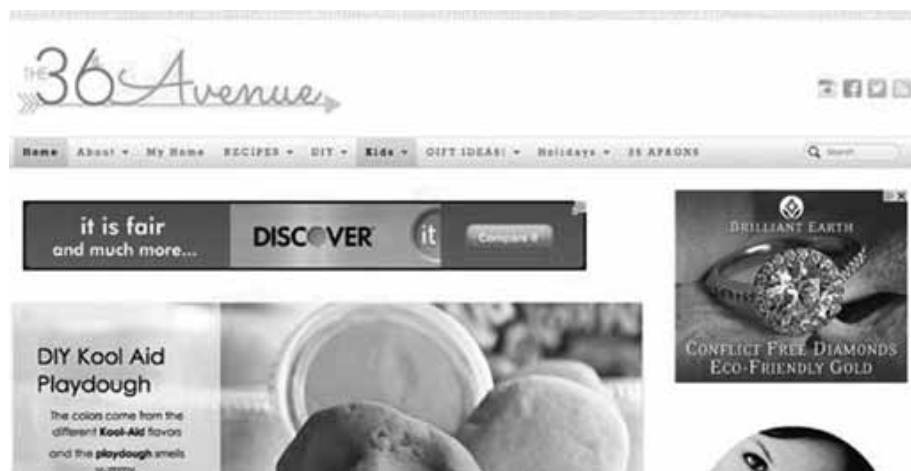 THE 36 Avenue
Home About My Home RECIPES DIY Kids GIFT IDEAS! Holidays 36 APRONS Search
it is fair
and much more...
DISCOVER it Compare it
BRILLIANT EARTH
CONFLICT FREE DIAMONDS
ECO-FRIENDLY GOLD
DIY Kool Aid
Playdough
The colors come from the
different Kool-Aid flavors
and the playdough smells